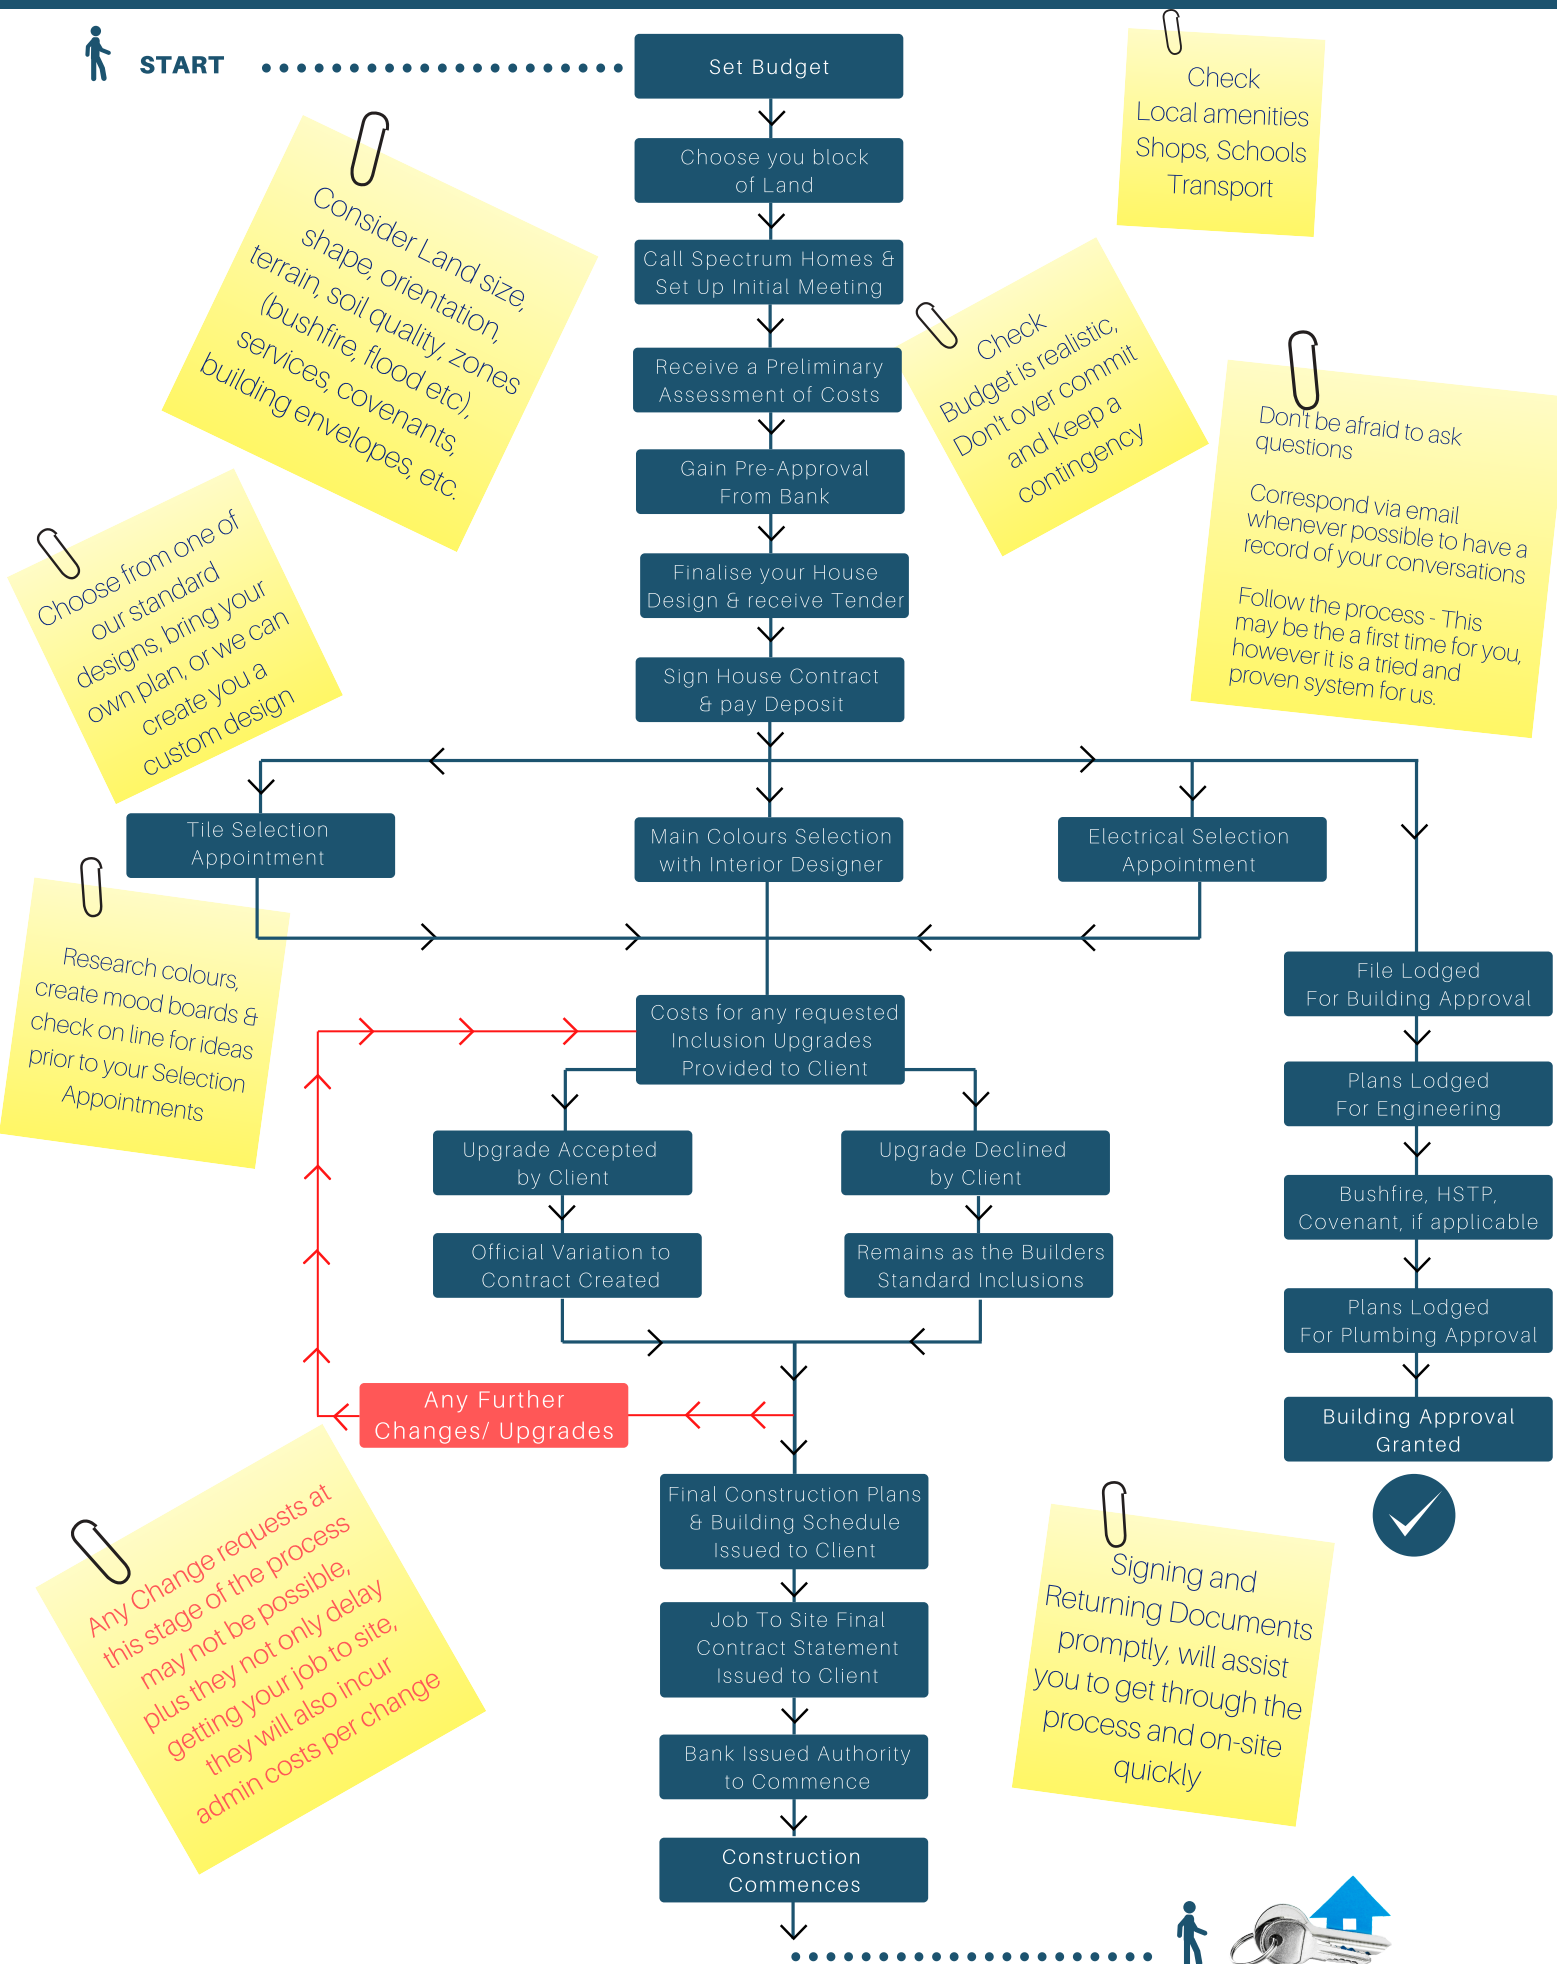 START
Set Budget
Check
Local amenities
Shops, Schools
Transport
Choose you block
of Land
Consider Land size,
shape, orientation,
terrain, soil quality, zones
(bushfire, flood etc),
services, covenants,
building envelopes, etc.
Call Spectrum Homes &
Set Up Initial Meeting
Check
Budget is realistic,
Don't over commit
and Keep a
contingency
Receive a Preliminary
Assessment of Costs
Don't be afraid to ask
questions
Correspond via email
whenever possible to have a
record of your conversations
Follow the process - This
may be the a first time for you,
however it is a tried and
proven system for us.
Gain Pre-Approval
From Bank
Choose from one of
our standard
designs, bring your
own plan, or we can
create you a
custom design
Finalise your House
Design & receive Tender
Sign House Contract
& pay Deposit
Tile Selection
Appointment
Main Colours Selection
with Interior Designer
Electrical Selection
Appointment
Research colours,
create mood boards &
check on line for ideas
prior to your Selection
Appointments
File Lodged
For Building Approval
Costs for any requested
Inclusion Upgrades
Provided to Client
Plans Lodged
For Engineering
Upgrade Accepted
by Client
Upgrade Declined
by Client
Bushfire, HSTP,
Covenant, if applicable
Official Variation to
Contract Created
Remains as the Builders
Standard Inclusions
Plans Lodged
For Plumbing Approval
Any Further
Changes/ Upgrades
Building Approval
Granted
Any Change requests at
this stage of the process
may not be possible,
plus they not only delay
getting your job to site,
they will also incur
admin costs per change
Final Construction Plans
& Building Schedule
Issued to Client
Signing and
Returning Documents
promptly, will assist
you to get through the
process and on-site
quickly
Job To Site Final
Contract Statement
Issued to Client
Bank Issued Authority
to Commence
Construction
Commences